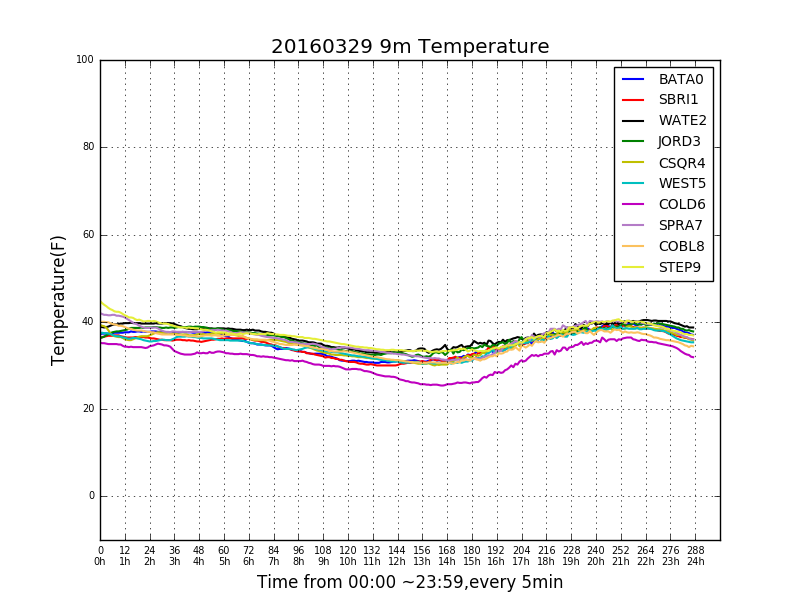 20160329 9m Temperature
100
80
60
40
20
0
Temperature(F)
BATA0
SBRI1
WATE2
JORD3
CSQR4
WEST5
COLD6
SPRA7
COBL8
STEP9
0 12 24 36 48 60 72 84 96 108 120 132 144 156 168 180 192 204 216 228 240 252 264 276 288
0h 1h 2h 3h 4h 5h 6h 7h 8h 9h 10h 11h 12h 13h 14h 15h 16h 17h 18h 19h 20h 21h 22h 23h 24h
Time from 00:00 ~23:59,every 5min